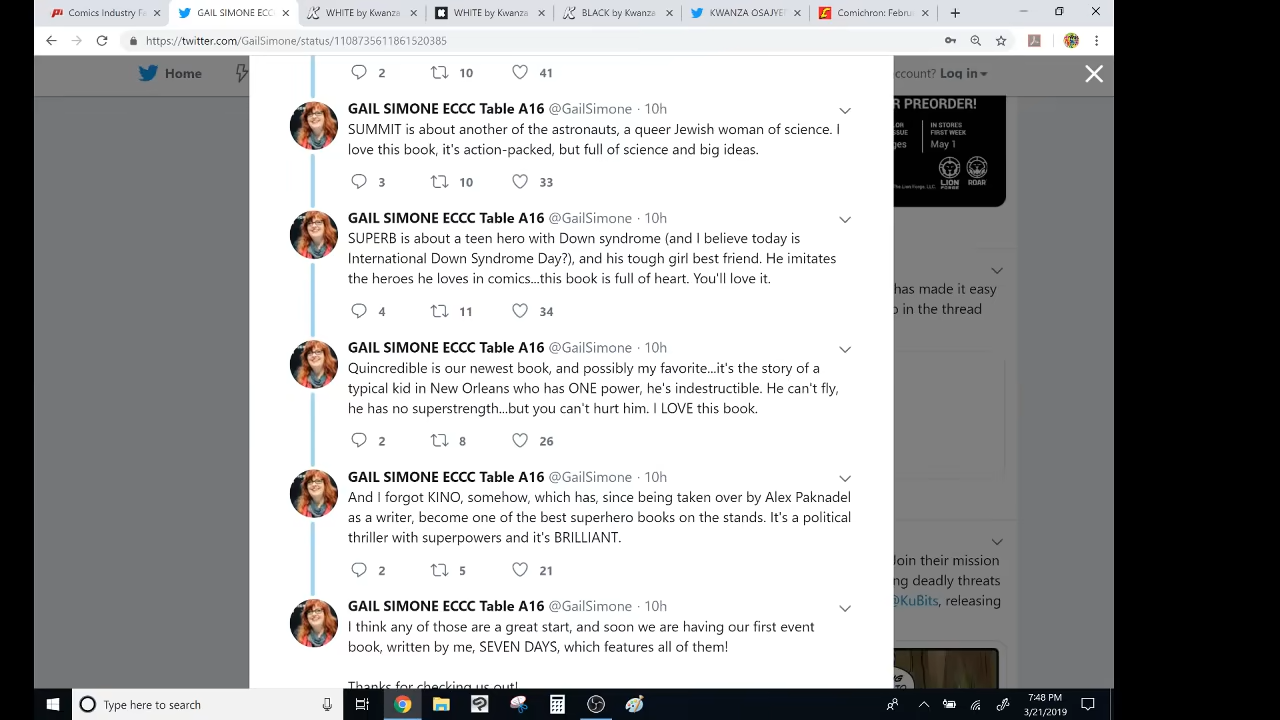 Comics Industry Fa
GAIL SIMONE ECC
WHITE by Kwanza
WHITE by Kwanza
BLACK by Kwanza
KWANZA OSAJYEF
Comichron: Februa
https://twitter.com/GailSimone/status/1108735611861520385
Home
ccount? Log in
2 10 41
GAIL SIMONE ECCC Table A16 @GailSimone · 10h
SUMMIT is about another of the astronauts, a queer Jewish woman of science. I
love this book, it's action-packed, but full of science and big ideas.
3 10 33
GAIL SIMONE ECCC Table A16 @GailSimone · 10h
SUPERB is about a teen hero with Down syndrome (and I believe today is
International Down Syndrome Day?), and his tough girl best friend. He imitates
the heroes he loves in comics...this book is full of heart. You'll love it.
4 11 34
GAIL SIMONE ECCC Table A16 @GailSimone · 10h
Quincredible is our newest book, and possibly my favorite...it's the story of a
typical kid in New Orleans who has ONE power, he's indestructible. He can't fly,
he has no superstrength...but you can't hurt him. I LOVE this book.
2 8 26
GAIL SIMONE ECCC Table A16 @GailSimone · 10h
And I forgot KINO, somehow, which has, since being taken over by Alex Paknadel
as a writer, become one of the best superhero books on the stands. It's a political
thriller with superpowers and it's BRILLIANT.
2 5 21
GAIL SIMONE ECCC Table A16 @GailSimone · 10h
I think any of those are a great start, and soon we are having our first event
book, written by me, SEVEN DAYS, which features all of them!
Thanks for checking us out!
R PREORDER!
OR
SSUE
ges
IN STORES
FIRST WEEK
May 1
LION FORGE
ROAR
has made it easy
o in the thread
Join their mission
ng deadly threats
@KuBits, releasing
Type here to search
7:48 PM
3/21/2019